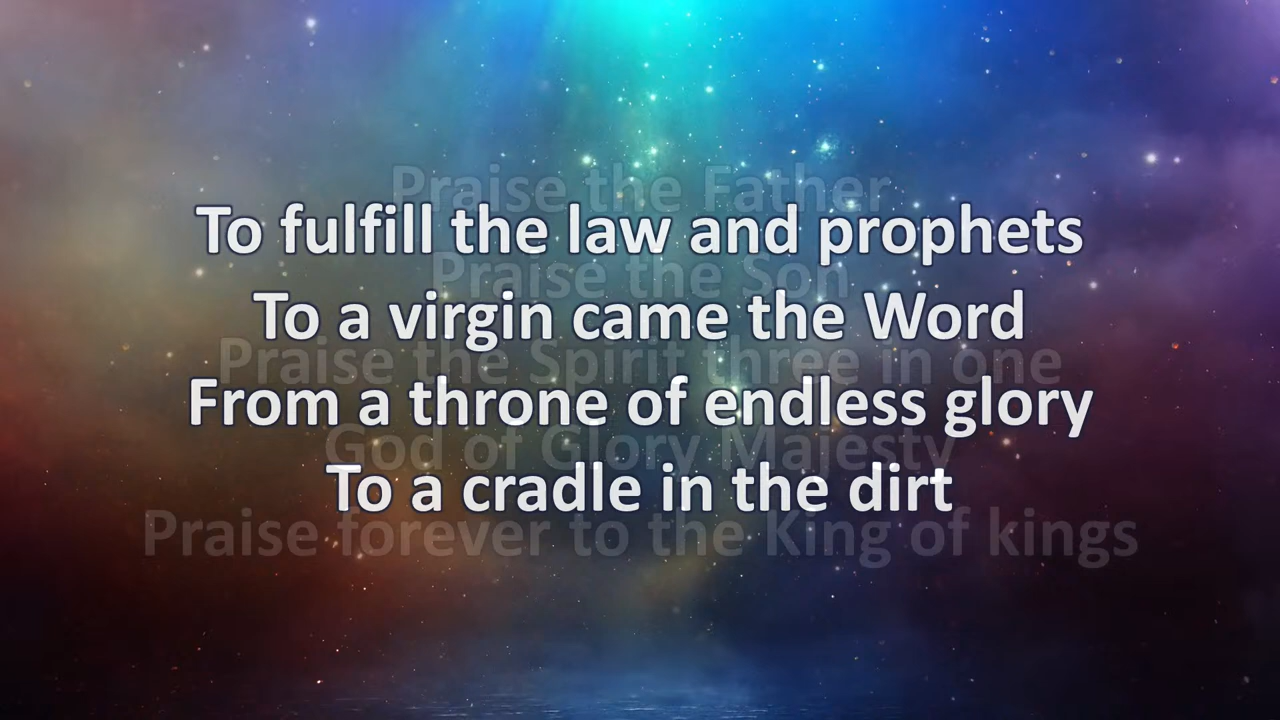 Praise the Father
To fulfill the law and prophets
Praise the Son
To a virgin came the Word
Praise the Spirit three in one
From a throne of endless glory
God of Glory Majesty
To a cradle in the dirt
Praise forever to the King of kings